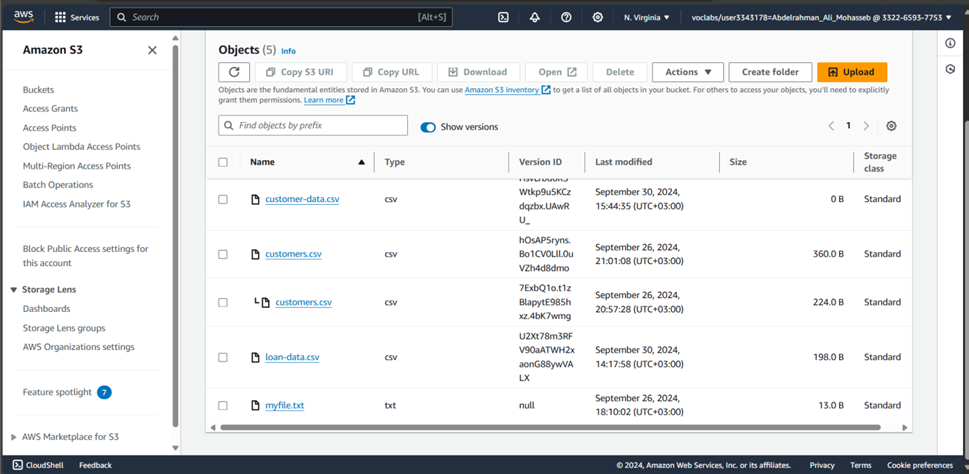 aws
Services
Search
[Alt+S]
N. Virginia ▼
voclabs/user3343178=Abdelrahman_Ali_Mohasseb @ 3322-6593-7753 ▼
Amazon S3
Buckets
Access Grants
Access Points
Object Lambda Access Points
Multi-Region Access Points
Batch Operations
IAM Access Analyzer for S3
Block Public Access settings for
this account
Storage Lens
Dashboards
Storage Lens groups
AWS Organizations settings
Feature spotlight 7
AWS Marketplace for S3
Objects (5) Info
Copy S3 URI
Copy URL
Download
Open
Delete
Actions ▼
Create folder
Upload
Objects are the fundamental entities stored in Amazon S3. You can use Amazon S3 inventory to get a list of all objects in your bucket. For others to access your objects, you'll need to explicitly
grant them permissions. Learn more
Find objects by prefix
Show versions
1
Name Type Version ID Last modified Size Storage
class
customer-data.csv csv
Wtkp9u5KCz
dqzbx.UAwR
U_
September 30, 2024,
15:44:35 (UTC+03:00)
0 B Standard
customers.csv csv
hOsAP5ryns.
Bo1CV0Lll.0u
VZh4d8dmo
September 26, 2024,
21:01:08 (UTC+03:00)
360.0 B Standard
customers.csv csv
7ExbQ1o.t1z
BlapytE985h
xz.4bK7wmg
September 26, 2024,
20:57:28 (UTC+03:00)
224.0 B Standard
loan-data.csv csv
U2Xt78m3RF
V90aATWH2x
aonG88ywVA
LX
September 30, 2024,
14:17:58 (UTC+03:00)
198.0 B Standard
myfile.txt txt null
September 26, 2024,
18:10:02 (UTC+03:00)
13.0 B Standard
CloudShell
Feedback
© 2024, Amazon Web Services, Inc. or its affiliates.
Privacy
Terms
Cookie preferences